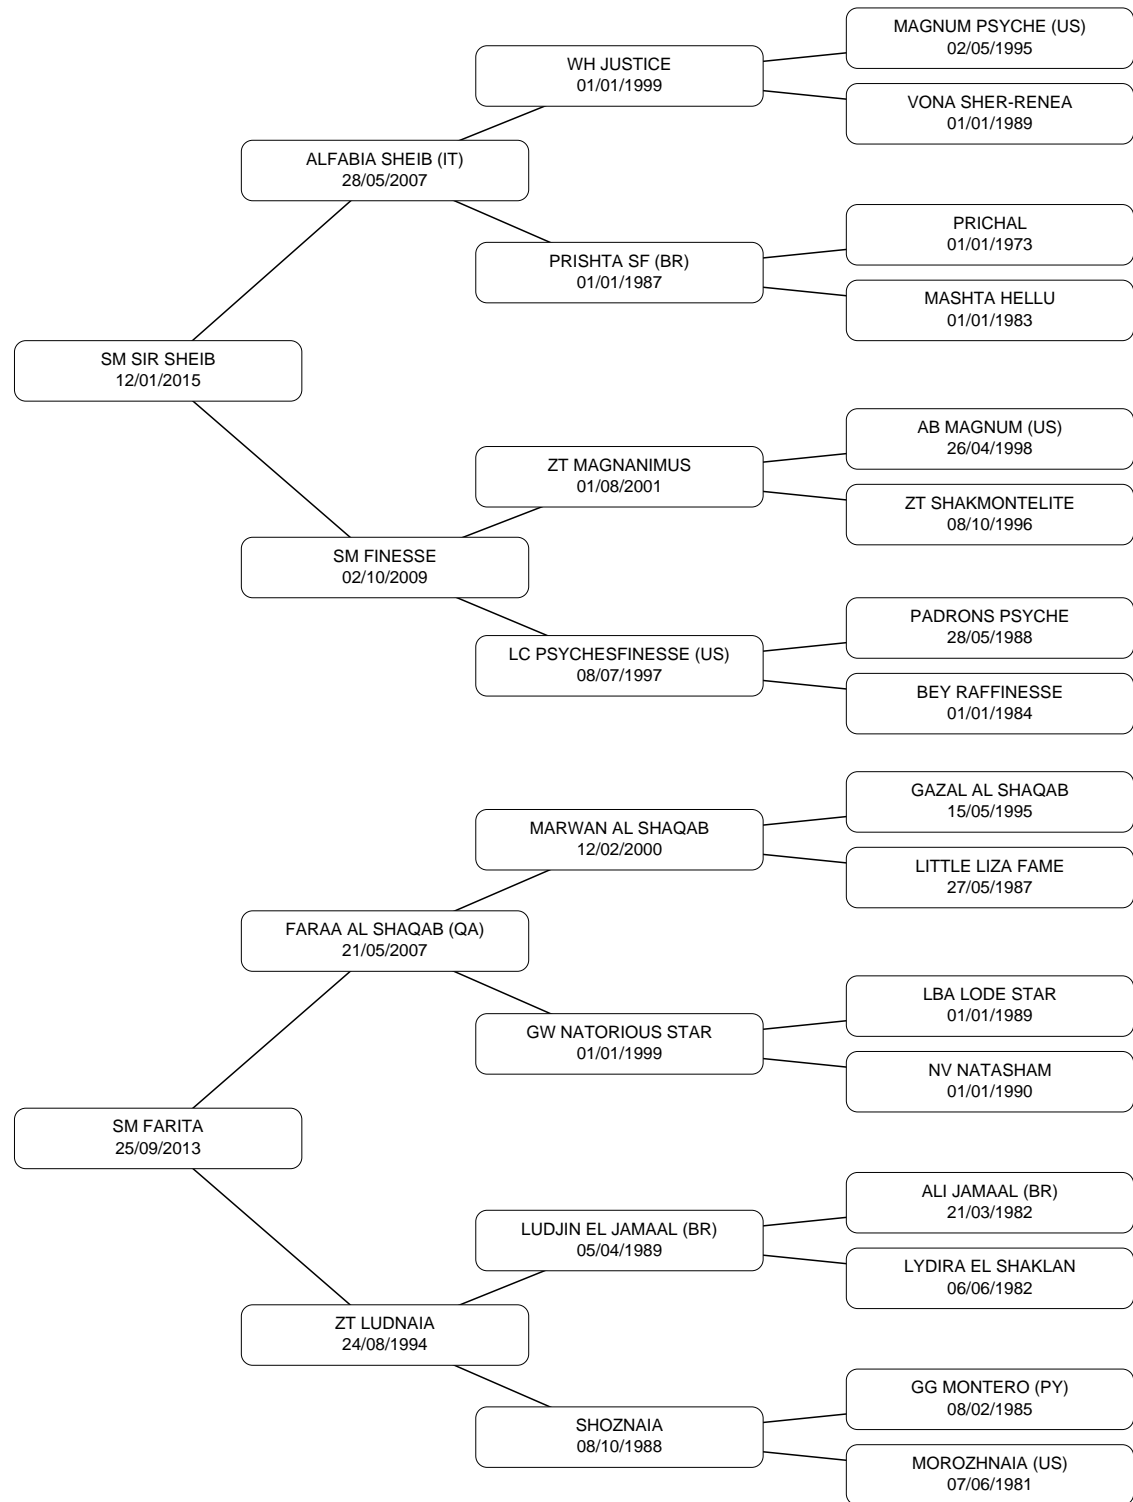 MAGNUM PSYCHE (US)
02/05/1995
WH JUSTICE
01/01/1999
VONA SHER-RENEA
01/01/1989
ALFABIA SHEIB (IT)
28/05/2007
PRICHAL
01/01/1973
PRISHTA SF (BR)
01/01/1987
MASHTA HELLU
01/01/1983
SM SIR SHEIB
12/01/2015
AB MAGNUM (US)
26/04/1998
ZT MAGNANIMUS
01/08/2001
ZT SHAKMONTELITE
08/10/1996
SM FINESSE
02/10/2009
PADRONS PSYCHE
28/05/1988
LC PSYCHESFINESSE (US)
08/07/1997
BEY RAFFINESSE
01/01/1984
GAZAL AL SHAQAB
15/05/1995
MARWAN AL SHAQAB
12/02/2000
LITTLE LIZA FAME
27/05/1987
FARAA AL SHAQAB (QA)
21/05/2007
LBA LODE STAR
01/01/1989
GW NATORIOUS STAR
01/01/1999
NV NATASHAM
01/01/1990
SM FARITA
25/09/2013
ALI JAMAAL (BR)
21/03/1982
LUDJIN EL JAMAAL (BR)
05/04/1989
LYDIRA EL SHAKLAN
06/06/1982
ZT LUDNAIA
24/08/1994
GG MONTERO (PY)
08/02/1985
SHOZNAIA
08/10/1988
MOROZHNAIA (US)
07/06/1981